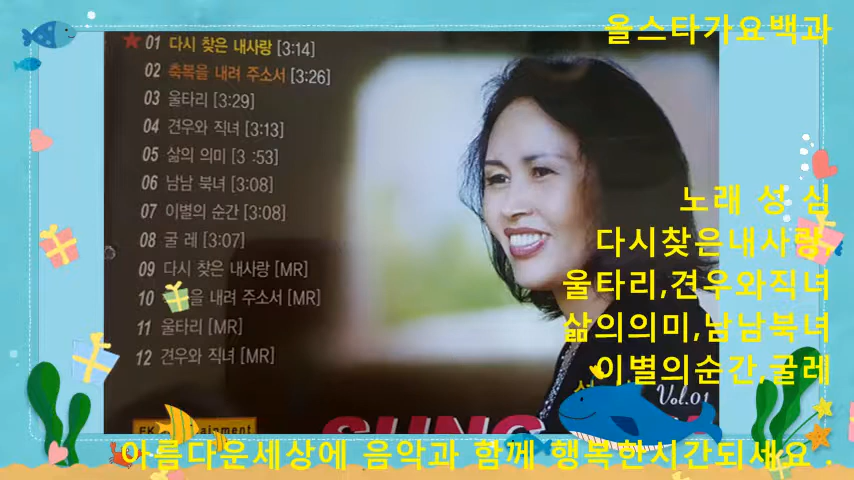 올스타가요백과
01 다시 찾은 내사랑 [3:14]
02 축복을 내려 주소서 [3:26]
03 울타리 [3:29]
04 견우와 직녀 [3:13]
05 삶의 의미 [3 :53]
06 남남 북녀 [3:08]
07 이별의 순간 [3:08]
08 굴 레 [3:07]
09 다시 찾은 내사랑 [MR]
10 을 내려 주소서 [MR]
11 울타리 [MR]
12 견우와 직녀 [MR]
노래 성 심
다시찾은내사랑,
울타리,견우와직녀
삶의의미,남남북녀
이별의순간,굴레
Vol.01
SUNG
아름다운세상에 음악과 함께 행복한시간되세요 .